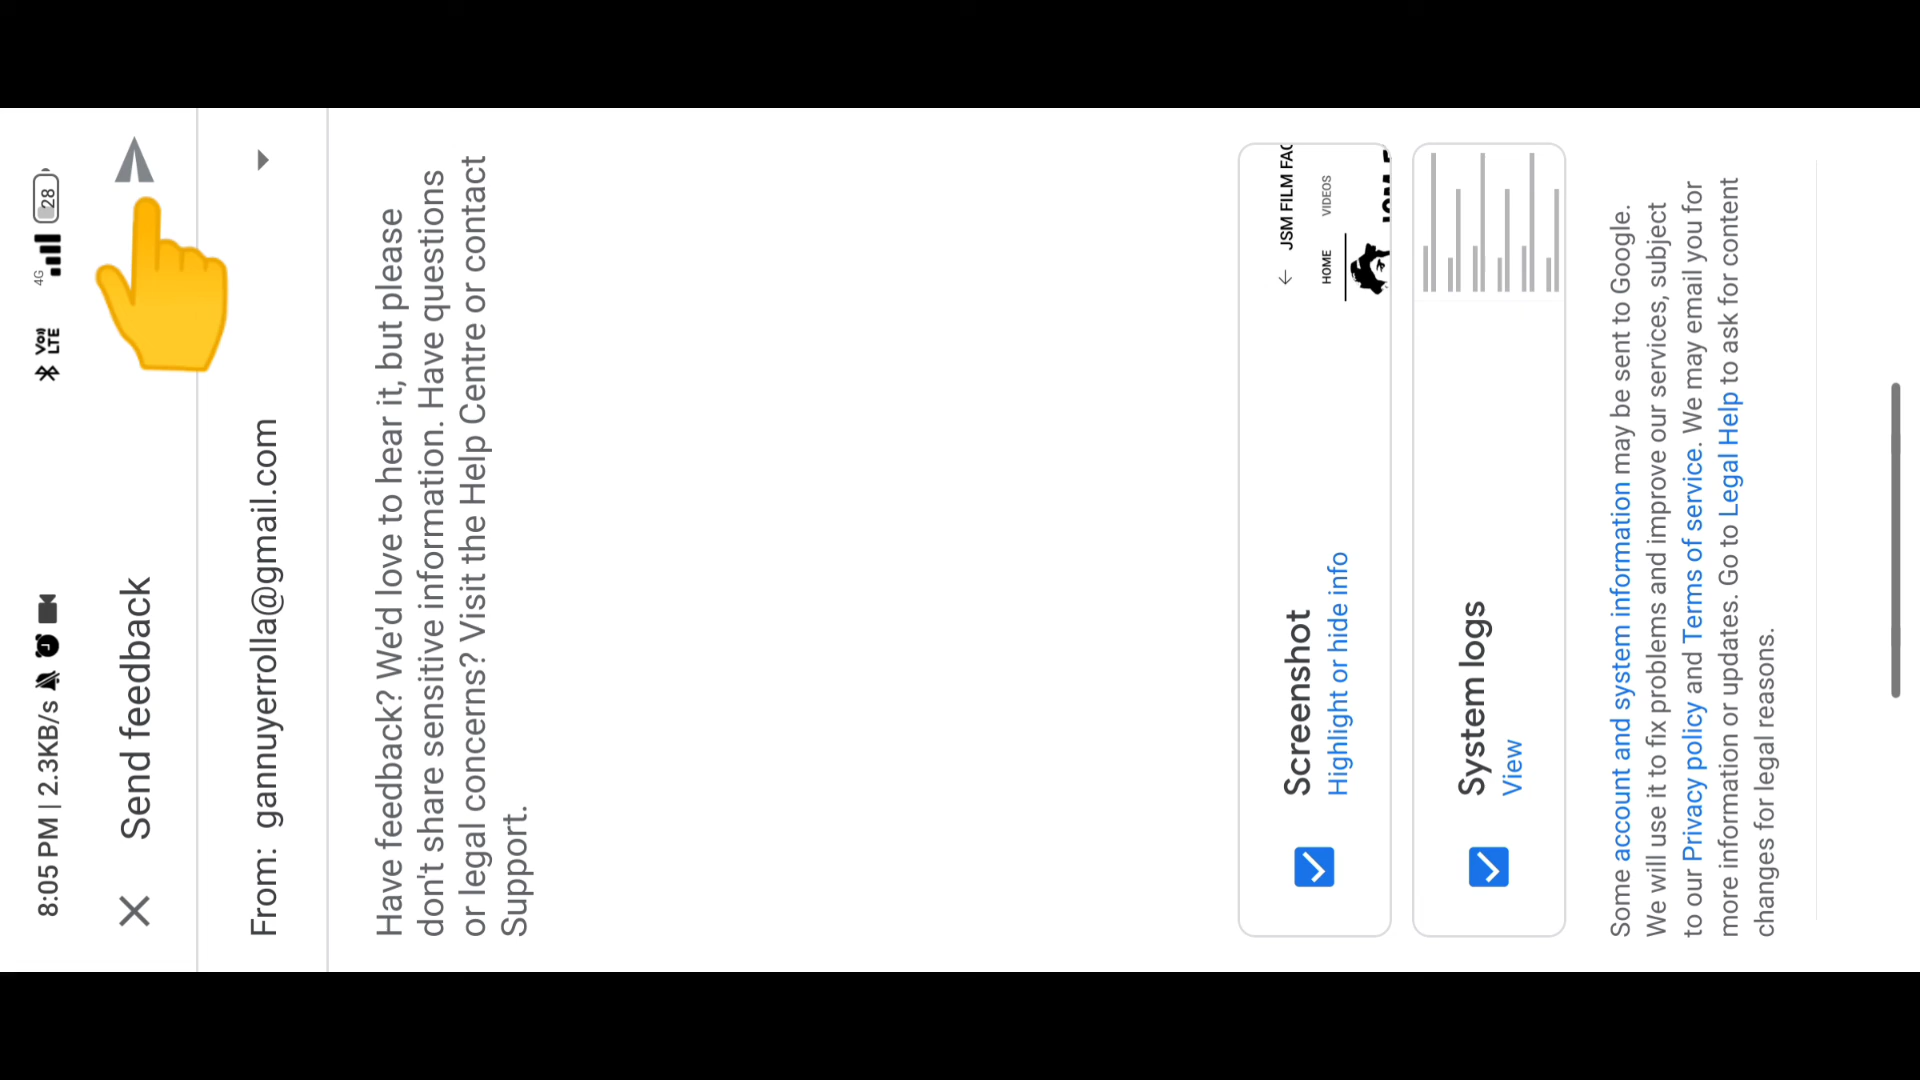 8:05 PM | 2.3KB/s
Vo))
LTE
4G
28
Send feedback
From: gannuyerrolla@gmail.com
Have feedback? We'd love to hear it, but please
don't share sensitive information. Have questions
or legal concerns? Visit the Help Centre or contact
Support.
Screenshot
Highlight or hide info
← JSM FILM FAC
HOME VIDEOS
System logs
View
Some account and system information may be sent to Google.
We will use it to fix problems and improve our services, subject
to our Privacy policy and Terms of service. We may email you for
more information or updates. Go to Legal Help to ask for content
changes for legal reasons.